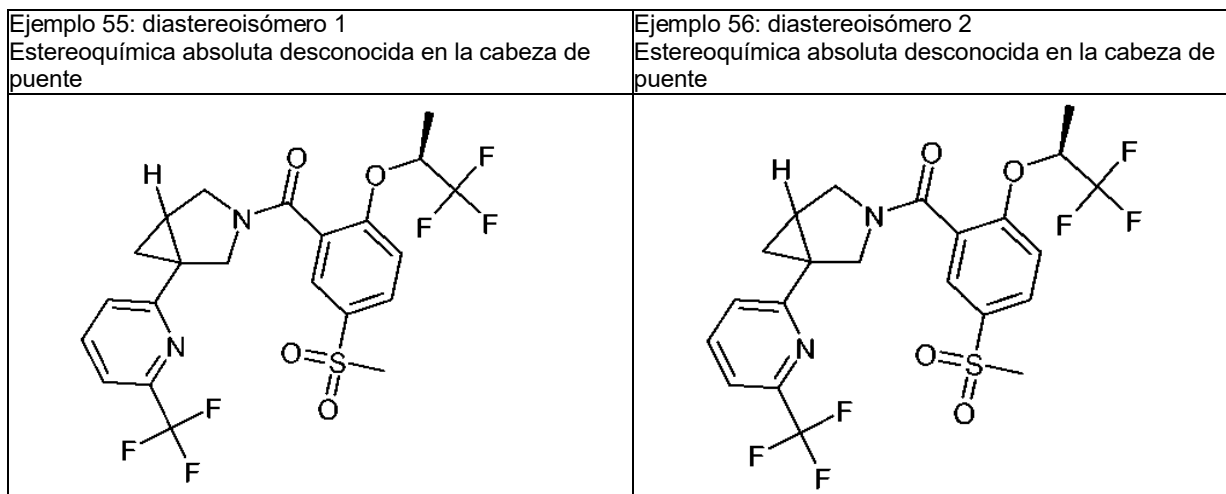 Ejemplo 55: diastereoisómero 1
Estereoquímica absoluta desconocida en la cabeza de
puente
Ejemplo 56: diastereoisómero 2
Estereoquímica absoluta desconocida en la cabeza de
puente
H
O
O
F
F
F
N
N
O
S
O
F
F
F
H
O
O
F
F
F
N
N
O
S
O
F
F
F